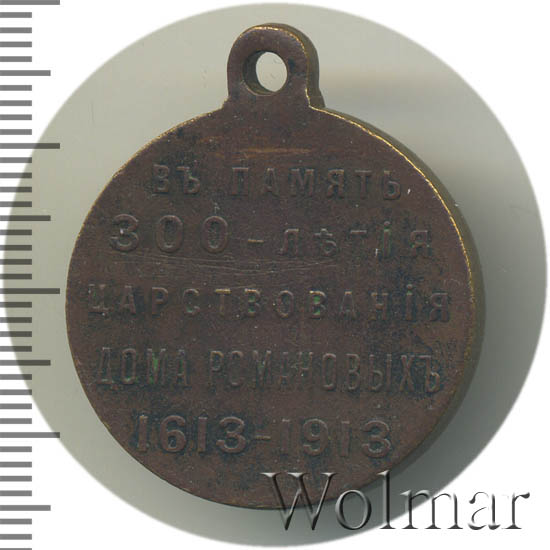 ВЪ ПАМЯТЬ
300-ЛѢТІЯ
ЦАРСТВОВАНІЯ
ДОМА РОМАНОВЫХЪ
1613-1913
Wolmar